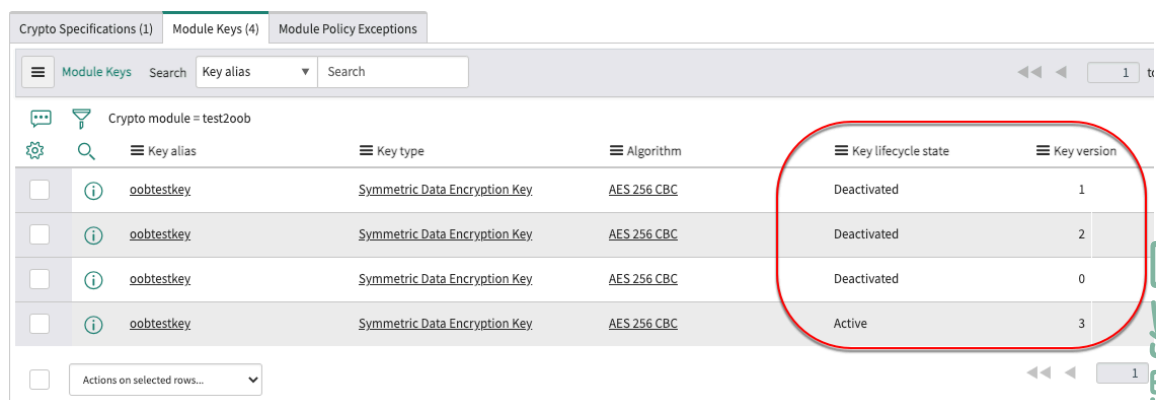 Crypto Specifications (1) Module Keys (4) Module Policy Exceptions
Module Keys Search Key alias Search 1 to
Crypto module = test2oob
Key alias Key type Algorithm Key lifecycle state Key version
oobtestkey Symmetric Data Encryption Key AES 256 CBC Deactivated 1
oobtestkey Symmetric Data Encryption Key AES 256 CBC Deactivated 2
oobtestkey Symmetric Data Encryption Key AES 256 CBC Deactivated 0
oobtestkey Symmetric Data Encryption Key AES 256 CBC Active 3
Actions on selected rows... 1